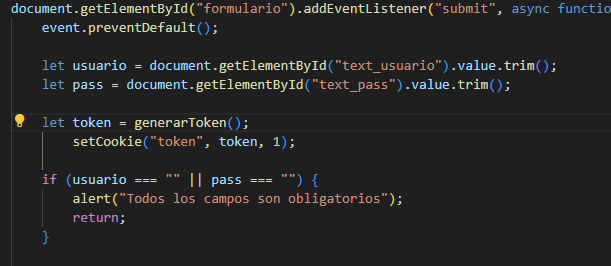 document.getElementById("formulario").addEventListener("submit", async functio
event.preventDefault();
let usuario = document.getElementById("text_usuario").value.trim();
let pass = document.getElementById("text_pass").value.trim();
let token = generarToken();
setCookie("token", token, 1);
if (usuario === "" || pass === "") {
alert("Todos los campos son obligatorios");
return;
}